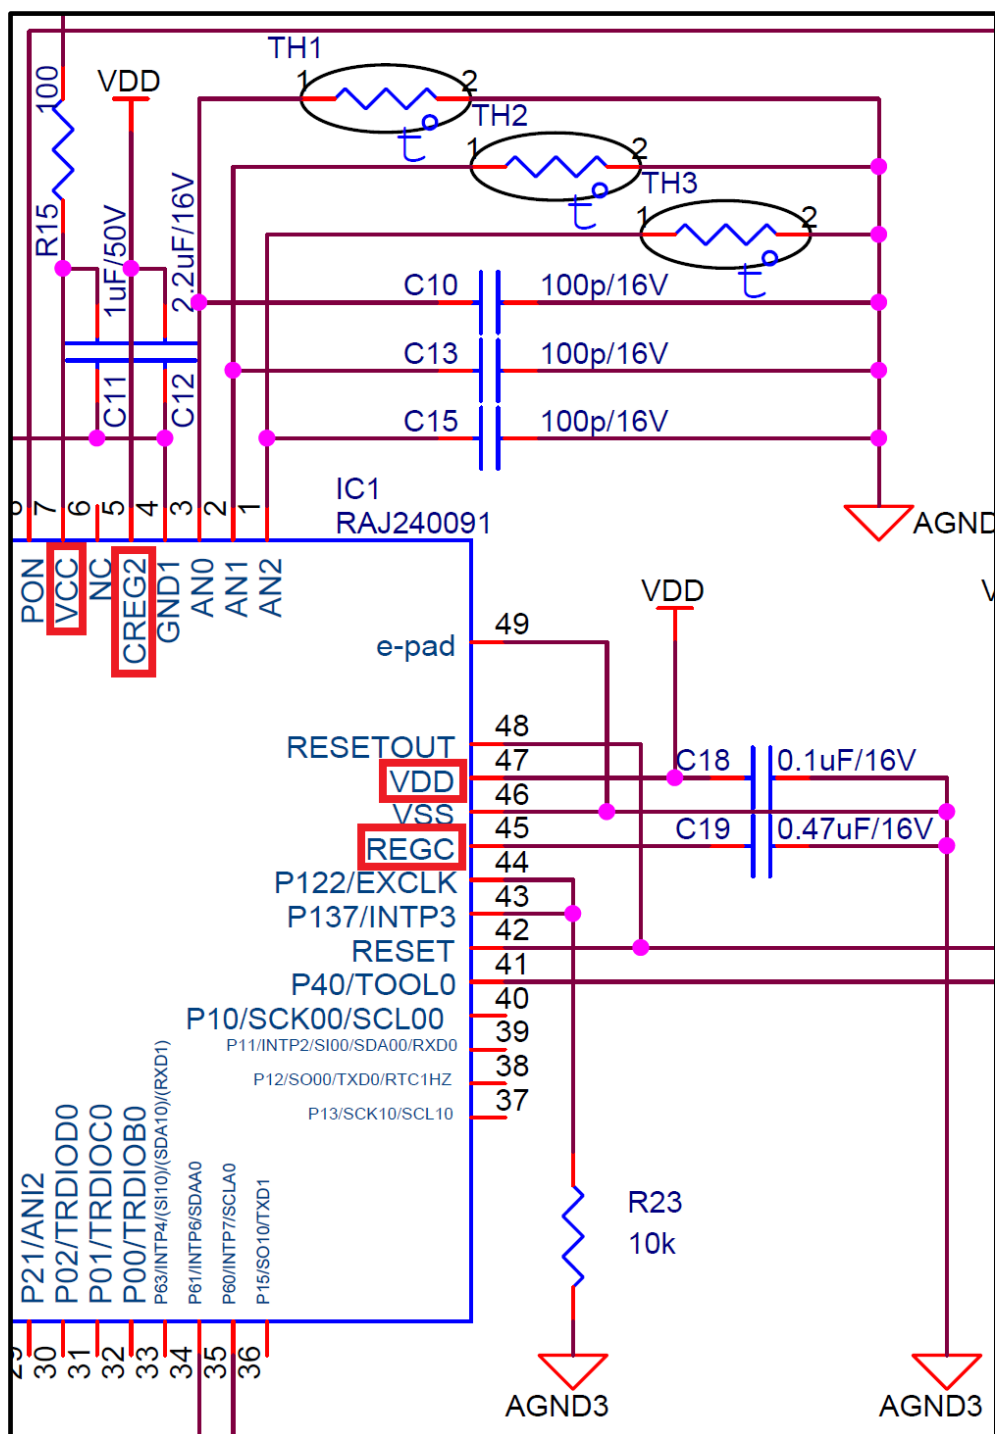 TH1
1
2
VDD
100
TH2
1
2
TH3
1
2
R15
1uF/50V
2.2uF/16V
C10
100p/16V
C13
100p/16V
C11
C12
C15
100p/16V
IC1
RAJ240091
7
6
5
4
3
2
1
AGND
PON
VCC
NC
CREG2
GND1
AN0
AN1
AN2
VDD
e-pad
49
RESETOUT
48
VDD
47
C18
0.1uF/16V
VSS
46
REGC
45
C19
0.47uF/16V
P122/EXCLK
44
P137/INTP3
43
RESET
42
P40/TOOL0
41
P10/SCK00/SCL00
40
P11/INTP2/SI00/SDA00/RXD0
39
P12/SO00/TXD0/RTC1HZ
38
P13/SCK10/SCL10
37
P21/ANI2
P02/TRDIOD0
P01/TRDIOC0
P00/TRDIOB0
P63/INTP4/(SI10)/(SDA10)/(RXD1)
P61/INTP6/SDAA0
P60/INTP7/SCLA0
P15/SO10/TXD1
R23
10k
29
30
31
32
33
34
35
36
AGND3
AGND3